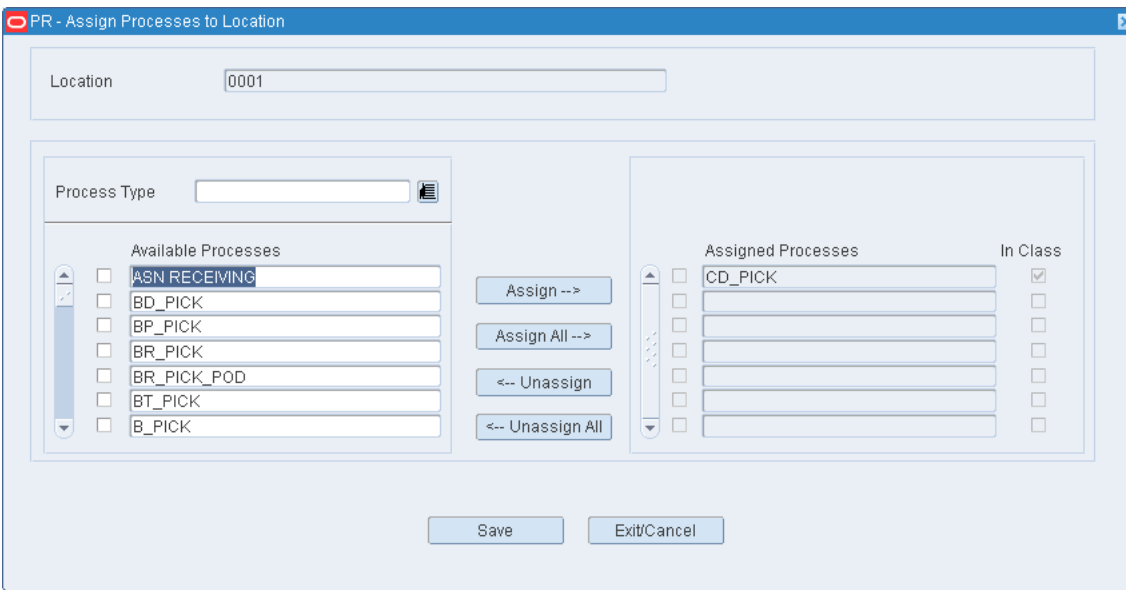 PR - Assign Processes to Location
Location 0001
Process Type
Available Processes
ASN RECEIVING
BD_PICK
BP_PICK
BR_PICK
BR_PICK_POD
BT_PICK
B_PICK
Assign -->
Assign All -->
<-- Unassign
<-- Unassign All
Assigned Processes In Class
CD_PICK
Save Exit/Cancel